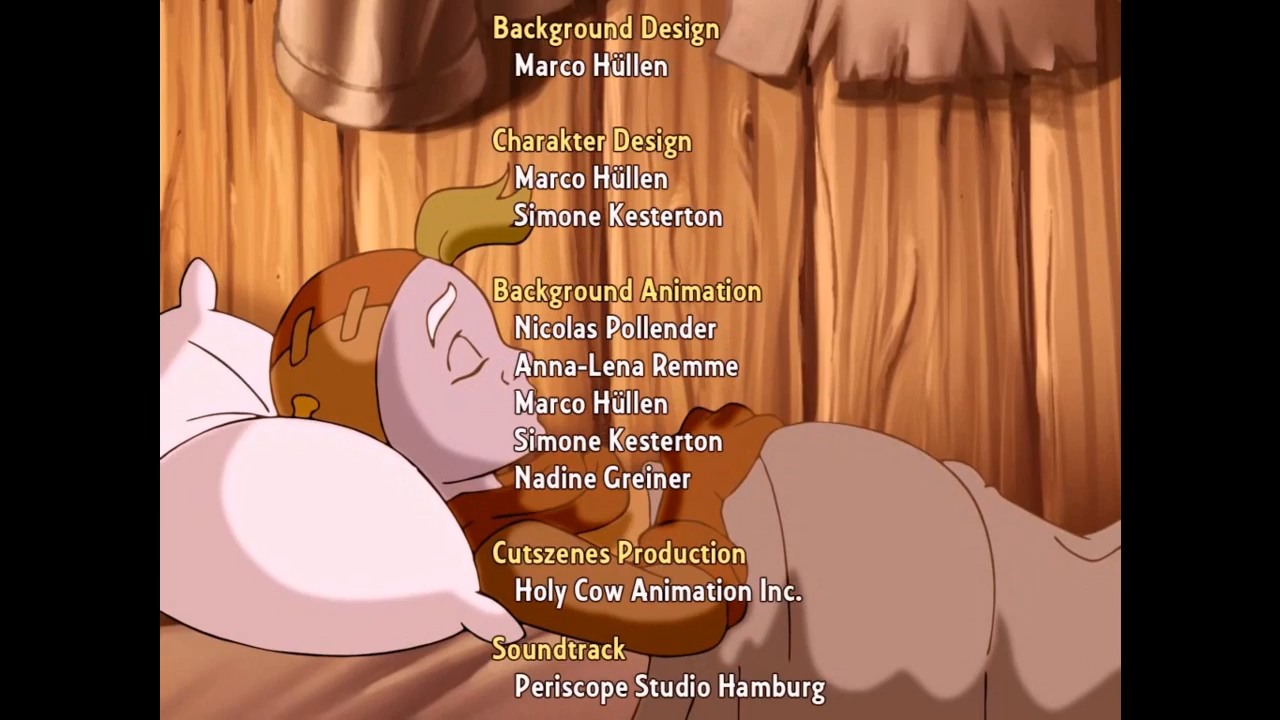 Background Design
Marco Hüllen
Charakter Design
Marco Hüllen
Simone Kesterton
Background Animation
Nicolas Pollender
Anna-Lena Remme
Marco Hüllen
Simone Kesterton
Nadine Greiner
Cutszenes Production
Holy Cow Animation Inc.
Soundtrack
Periscope Studio Hamburg